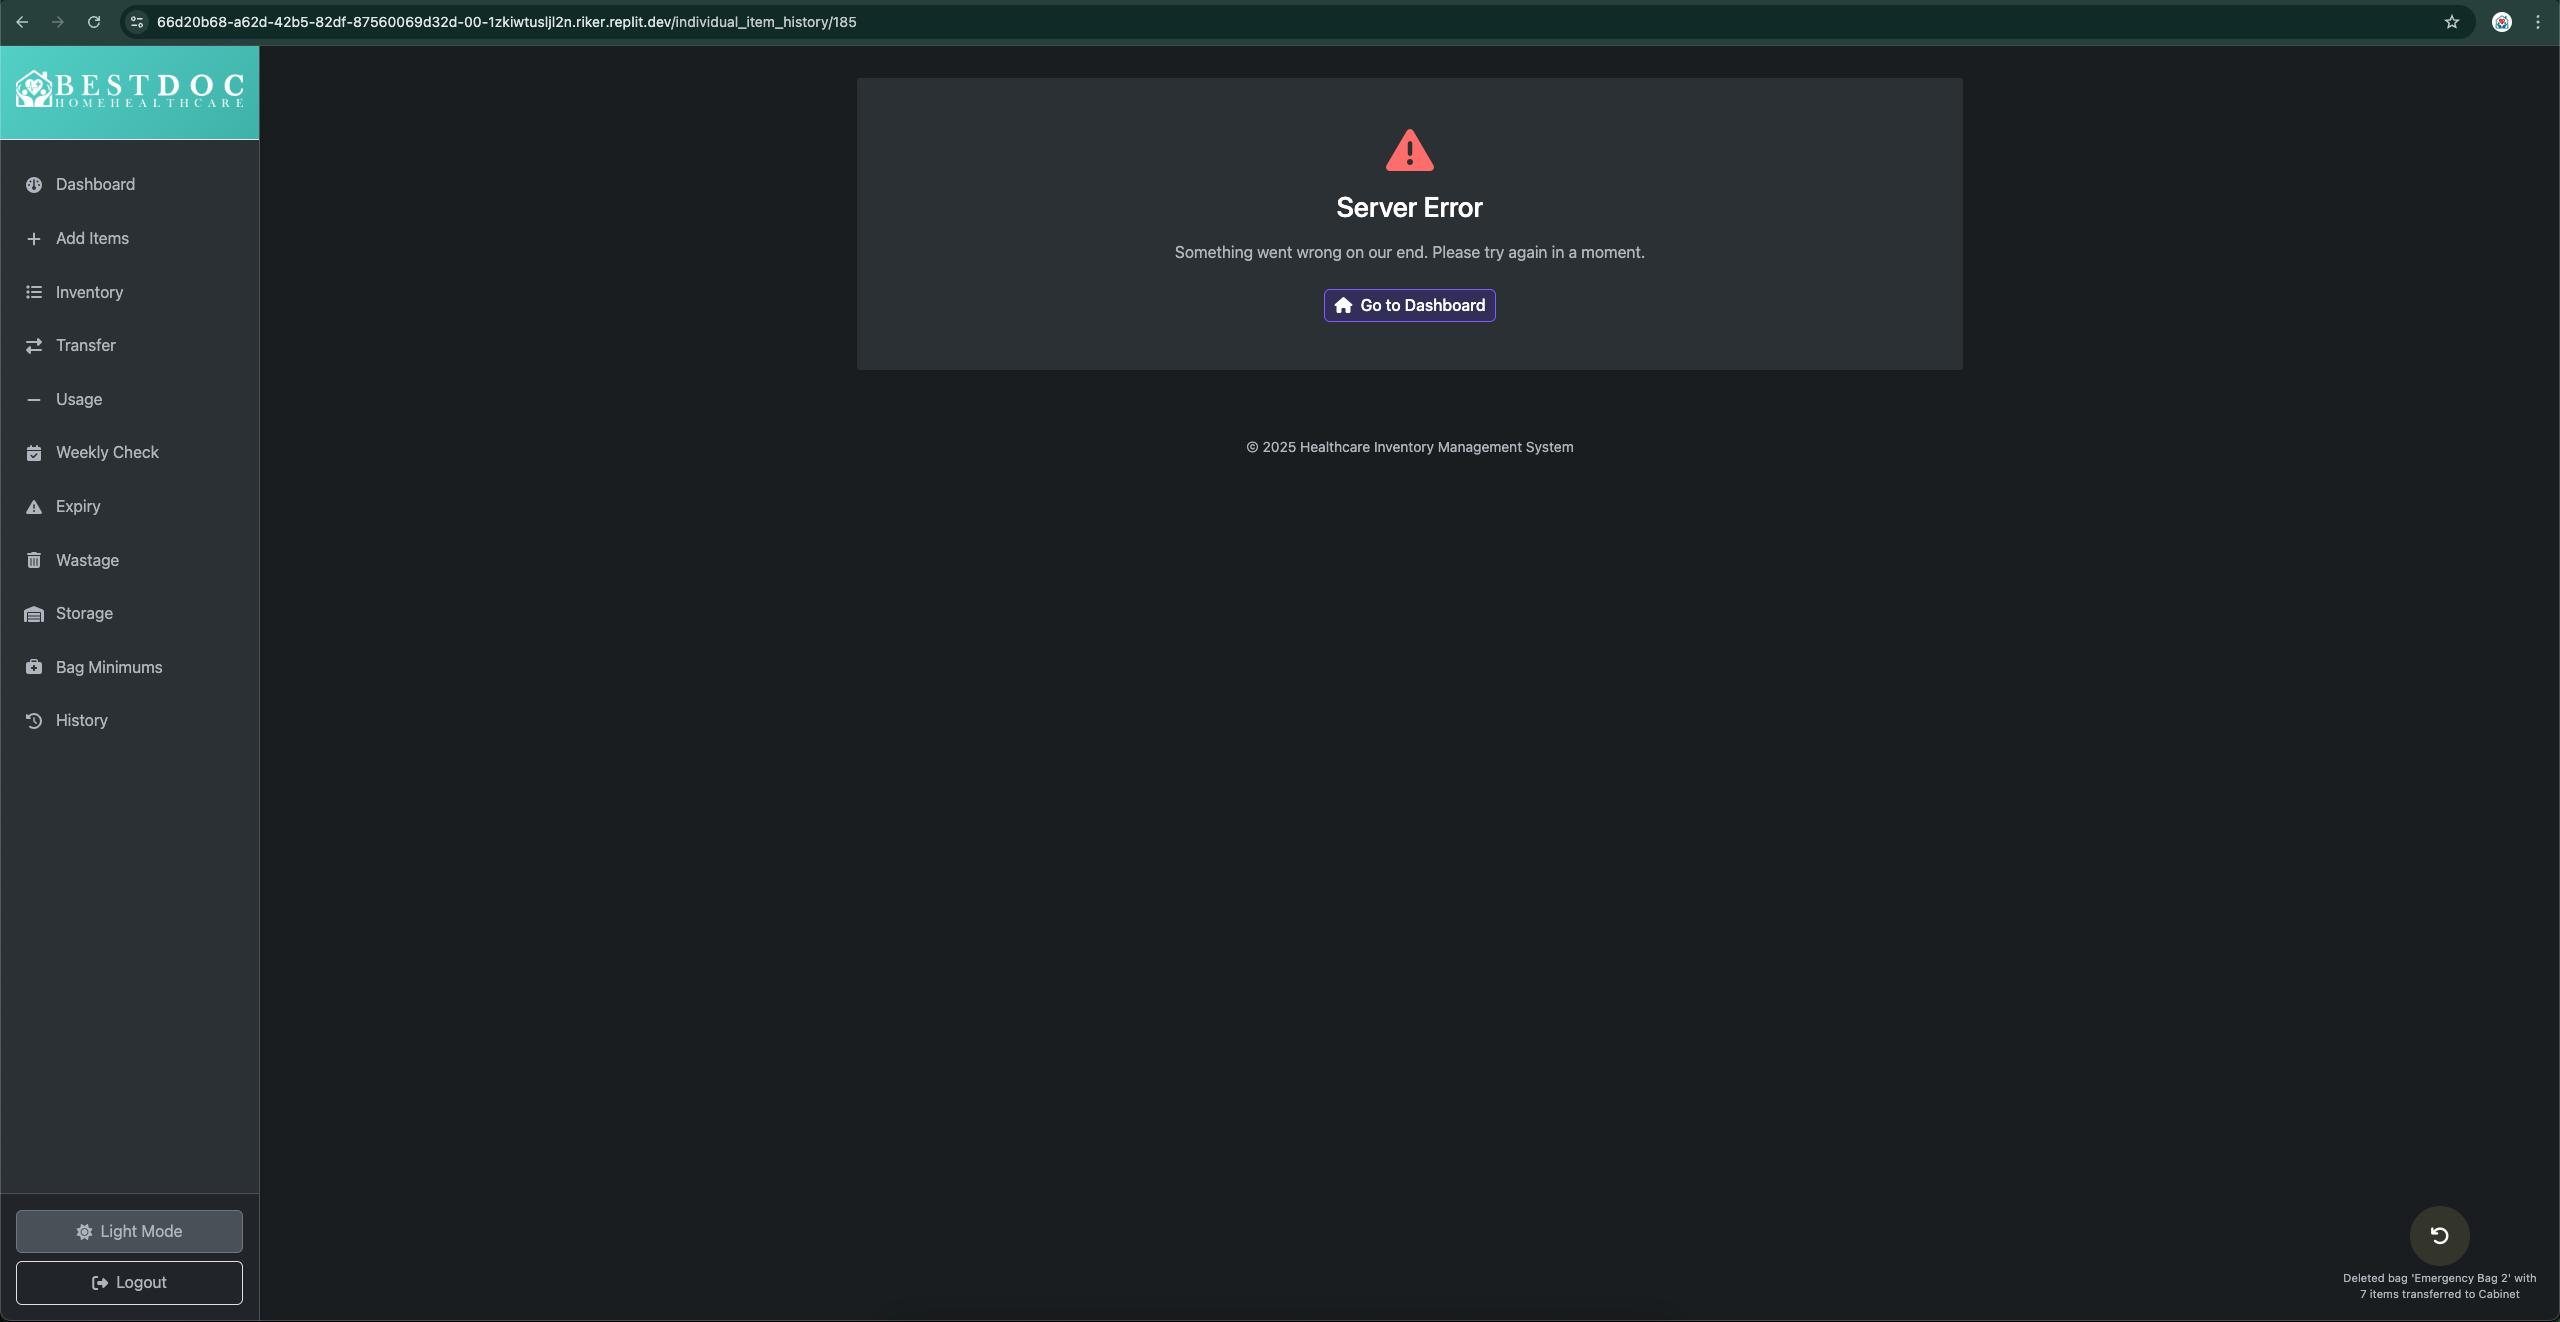 66d20b68-a62d-42b5-82df-87560069d32d-00-1zkiwtusljl2n.riker.replit.dev/individual_item_history/185
BESTDOC
HOMEHEALTHCARE
Dashboard
Add Items
Inventory
Transfer
Usage
Weekly Check
Expiry
Wastage
Storage
Bag Minimums
History
Light Mode
Logout
Server Error
Something went wrong on our end. Please try again in a moment.
Go to Dashboard
© 2025 Healthcare Inventory Management System
Deleted bag 'Emergency Bag 2' with
7 items transferred to Cabinet